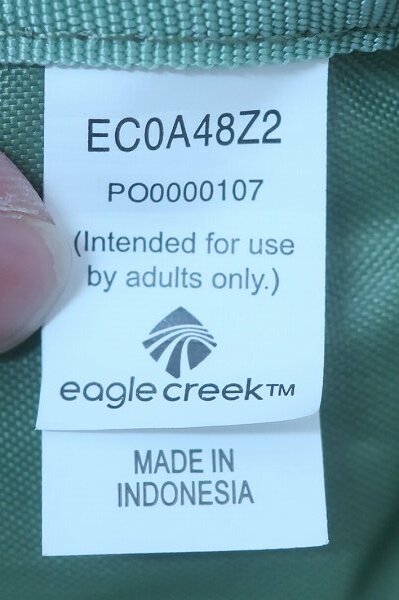 EC0A48Z2
PO0000107
(Intended for use
by adults only.)
eagle creek™
MADE IN
INDONESIA